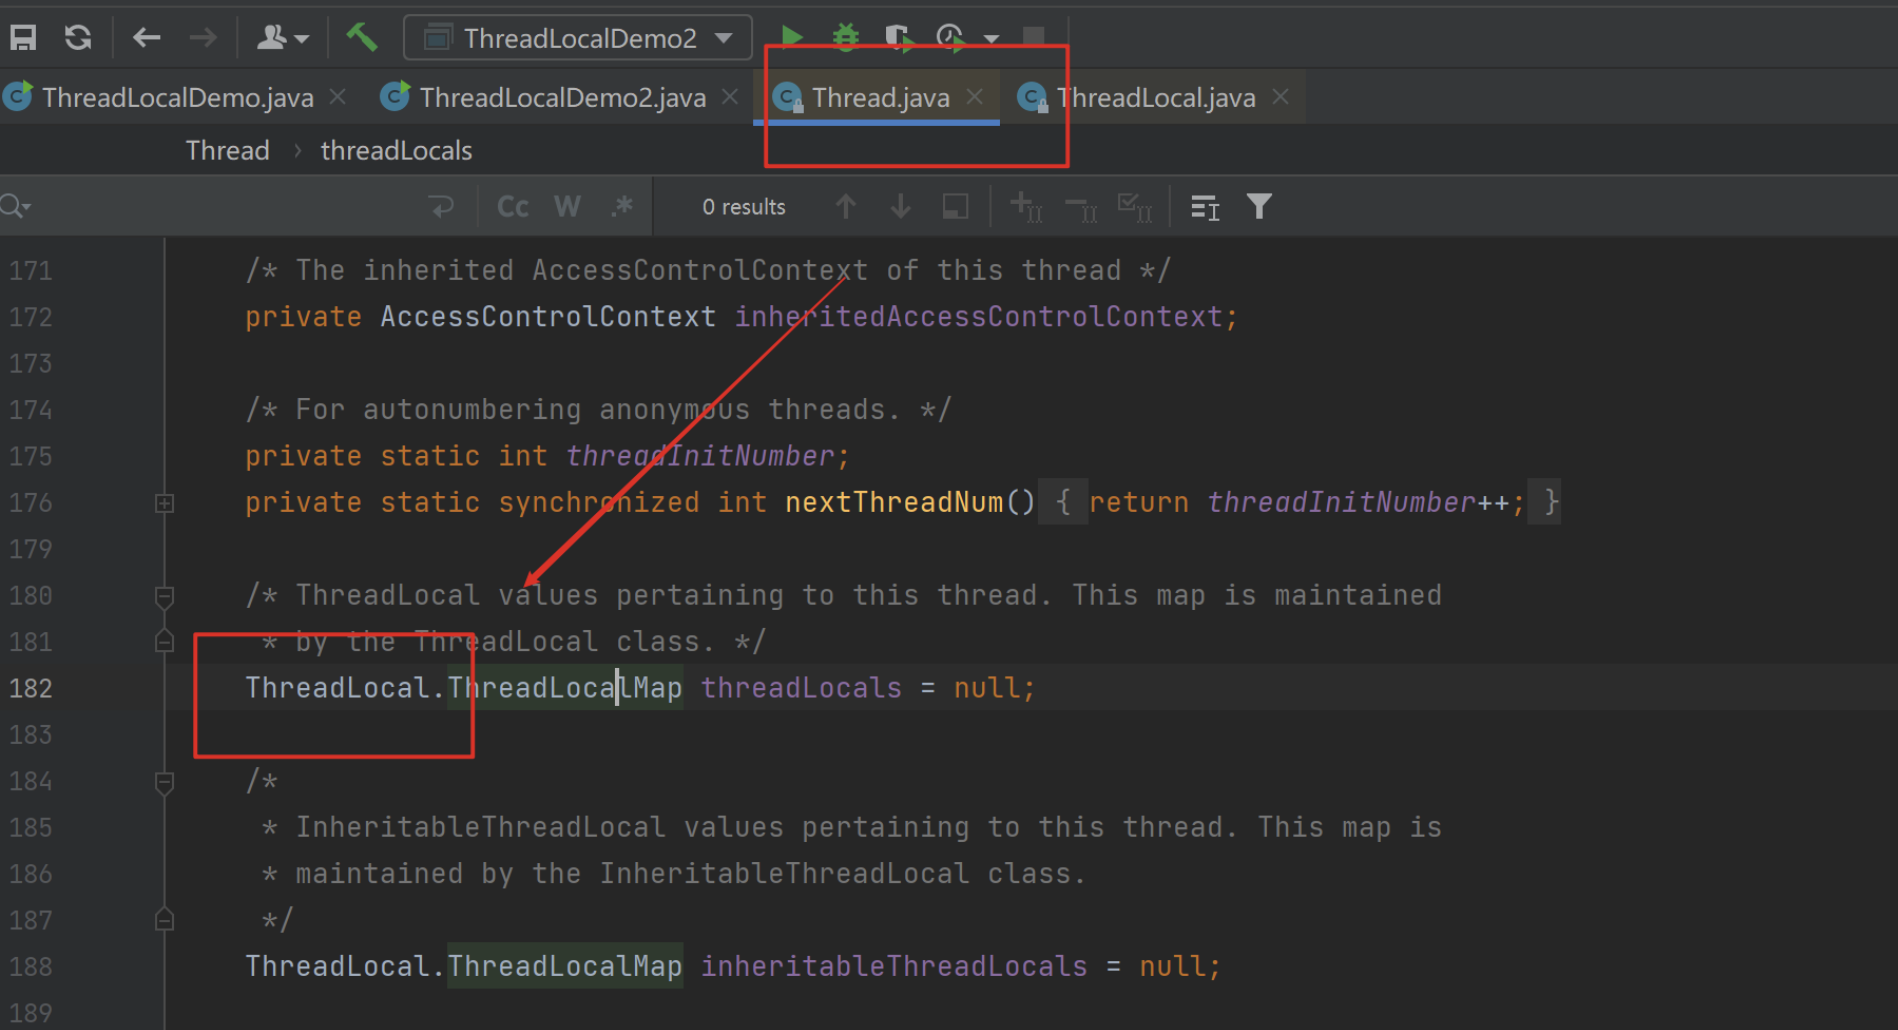 ThreadLocalDemo2
ThreadLocalDemo.java ThreadLocalDemo2.java Thread.java ThreadLocal.java
Thread › threadLocals
Cc W .* 0 results
171 /* The inherited AccessControlContext of this thread */
172 private AccessControlContext inheritedAccessControlContext;
173
174 /* For autonumbering anonymous threads. */
175 private static int threadInitNumber;
176 private static synchronized int nextThreadNum() { return threadInitNumber++; }
179
180 /* ThreadLocal values pertaining to this thread. This map is maintained
181 * by the ThreadLocal class. */
182 ThreadLocal.ThreadLocalMap threadLocals = null;
183
184 /*
185 * InheritableThreadLocal values pertaining to this thread. This map is
186 * maintained by the InheritableThreadLocal class.
187 */
188 ThreadLocal.ThreadLocalMap inheritableThreadLocals = null;
189